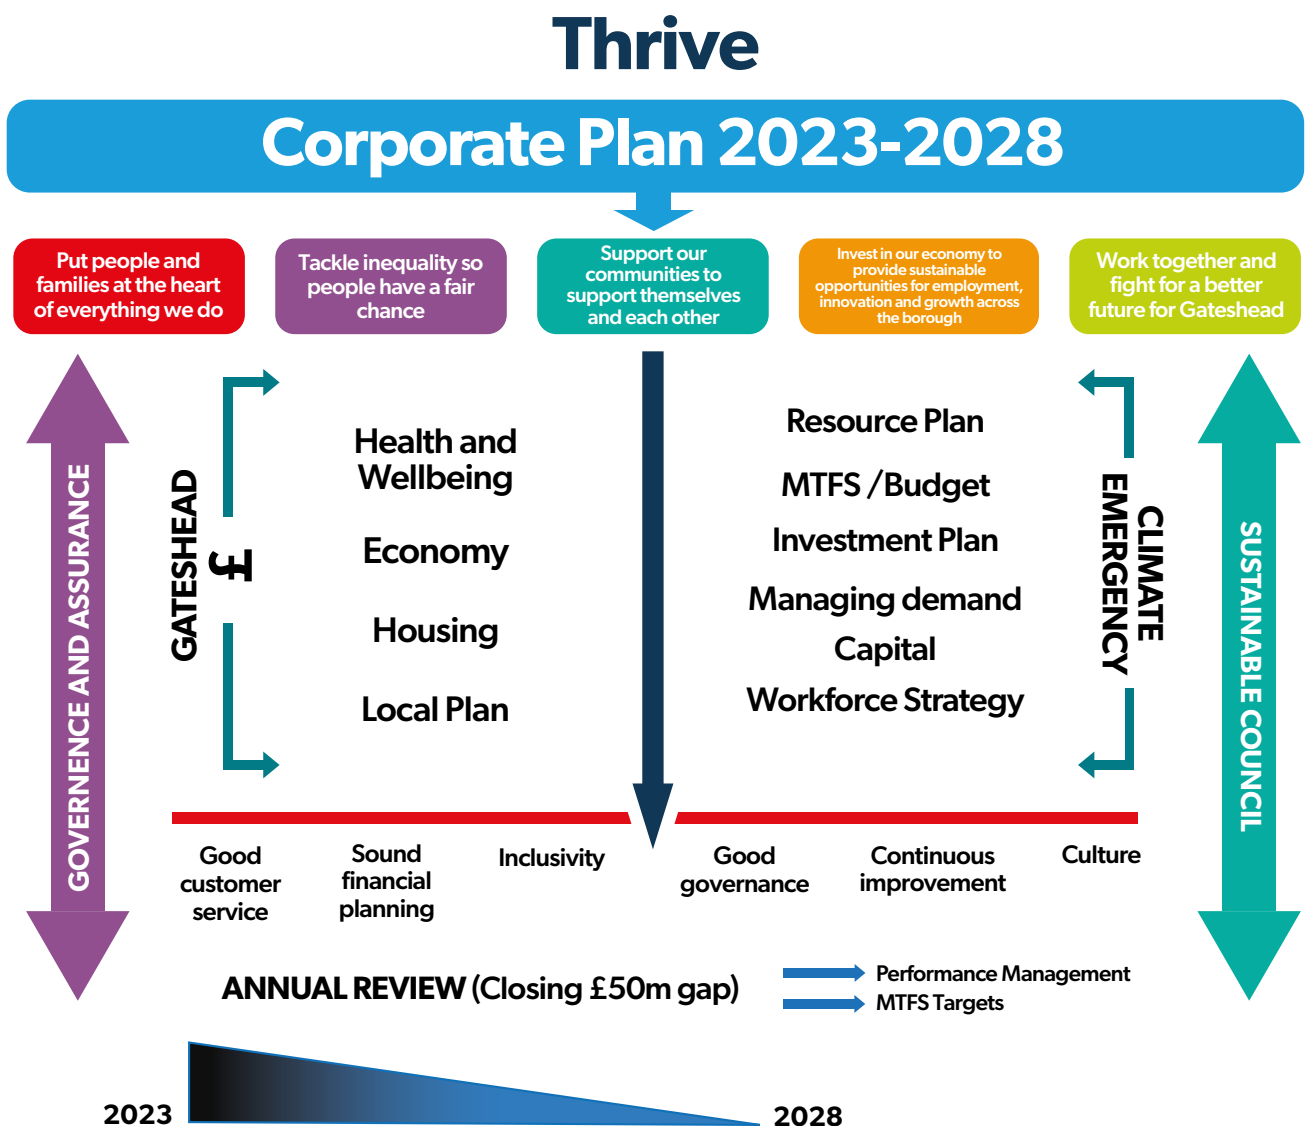 Thrive
Corporate Plan 2023-2028
Put people and
families at the heart
of everything we do
Tackle inequality so
people have a fair
chance
Support our
communities to
support themselves
and each other
Invest in our economy to
provide sustainable
opportunities for employment,
innovation and growth across
the borough
Work together and
fight for a better
future for Gateshead
GOVERNENCE AND ASSURANCE
GATESHEAD
£
Health and
Wellbeing
Economy
Housing
Local Plan
Resource Plan
MTFS /Budget
Investment Plan
Managing demand
Capital
Workforce Strategy
CLIMATE
EMERGENCY
SUSTAINABLE COUNCIL
Good
customer
service
Sound
financial
planning
Inclusivity
Good
governance
Continuous
improvement
Culture
ANNUAL REVIEW (Closing £50m gap)
Performance Management
MTFS Targets
2023
2028